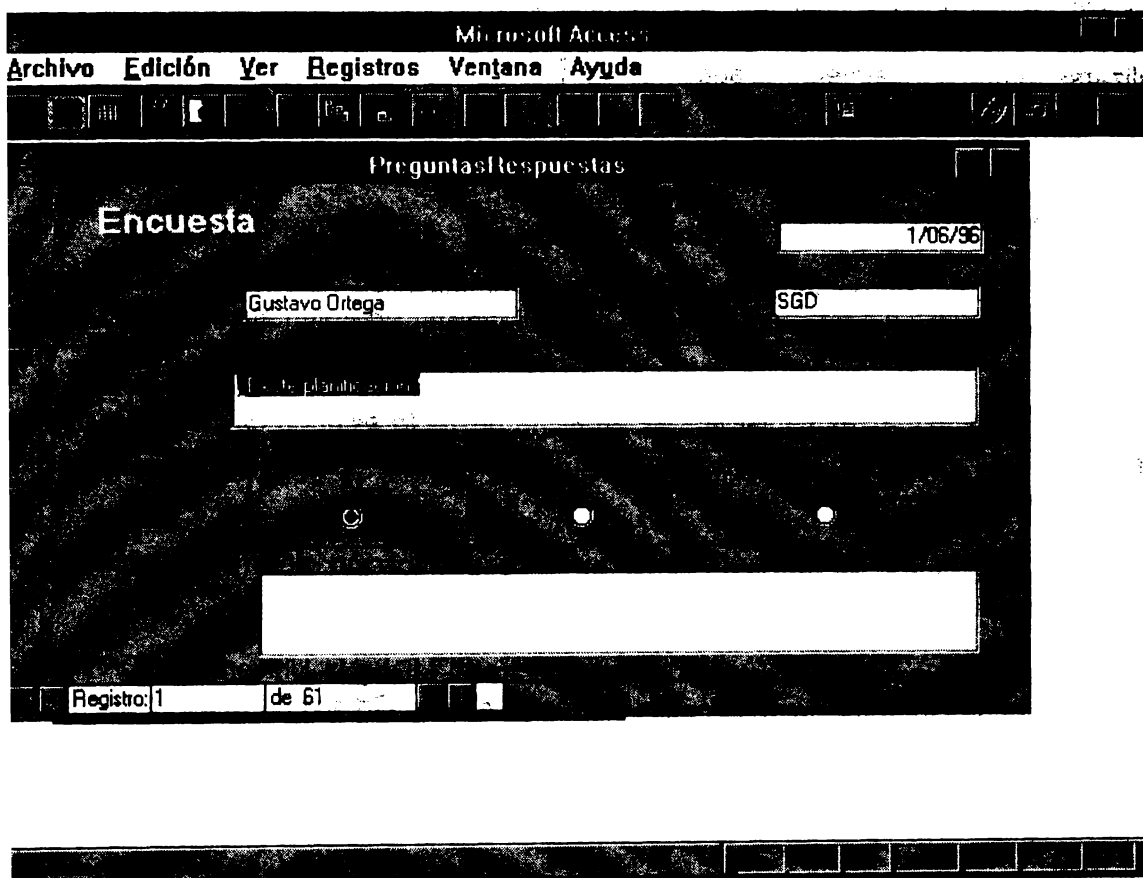 Microsoft Access
Archivo Edición Ver Registros Ventana Ayuda
PreguntasRespuestas
Encuesta
1/06/96
Gustavo Ortega
SGD
planificación
Registro: 1 de 61